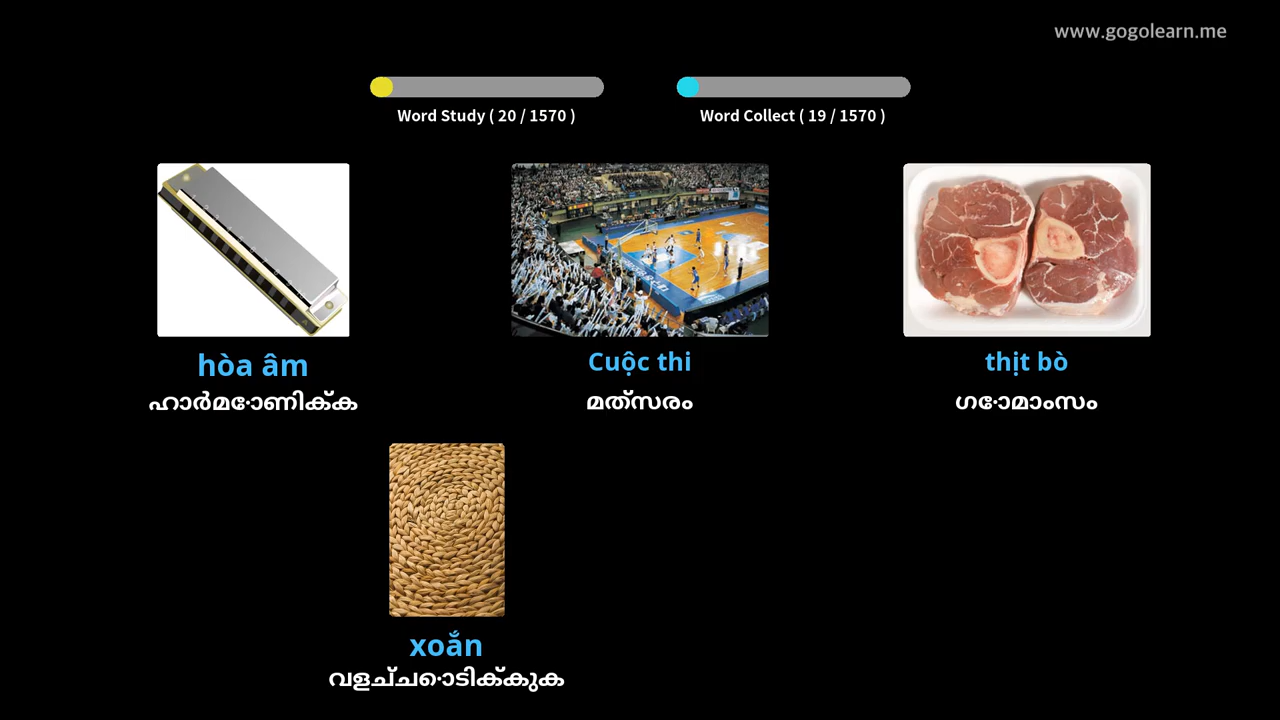 www.gogolearn.me
Word Study ( 20 / 1570 )
Word Collect ( 19 / 1570 )
hòa âm
ഹാർമോണിക്ക
Cuộc thi
മത്സരം
thịt bò
ഗോമാംസം
xoắn
വളച്ചൊടിക്കുക